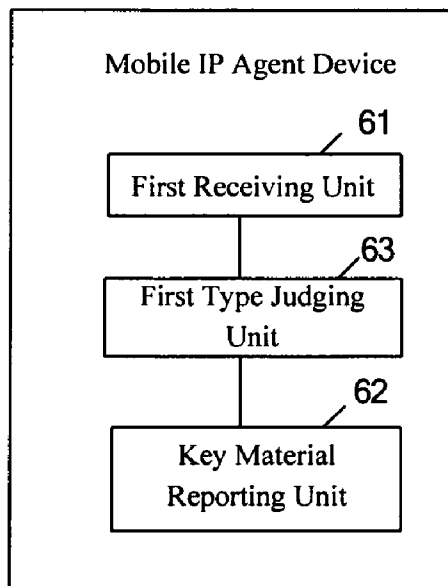 Mobile IP Agent Device
61
First Receiving Unit
63
First Type Judging
Unit
62
Key Material
Reporting Unit